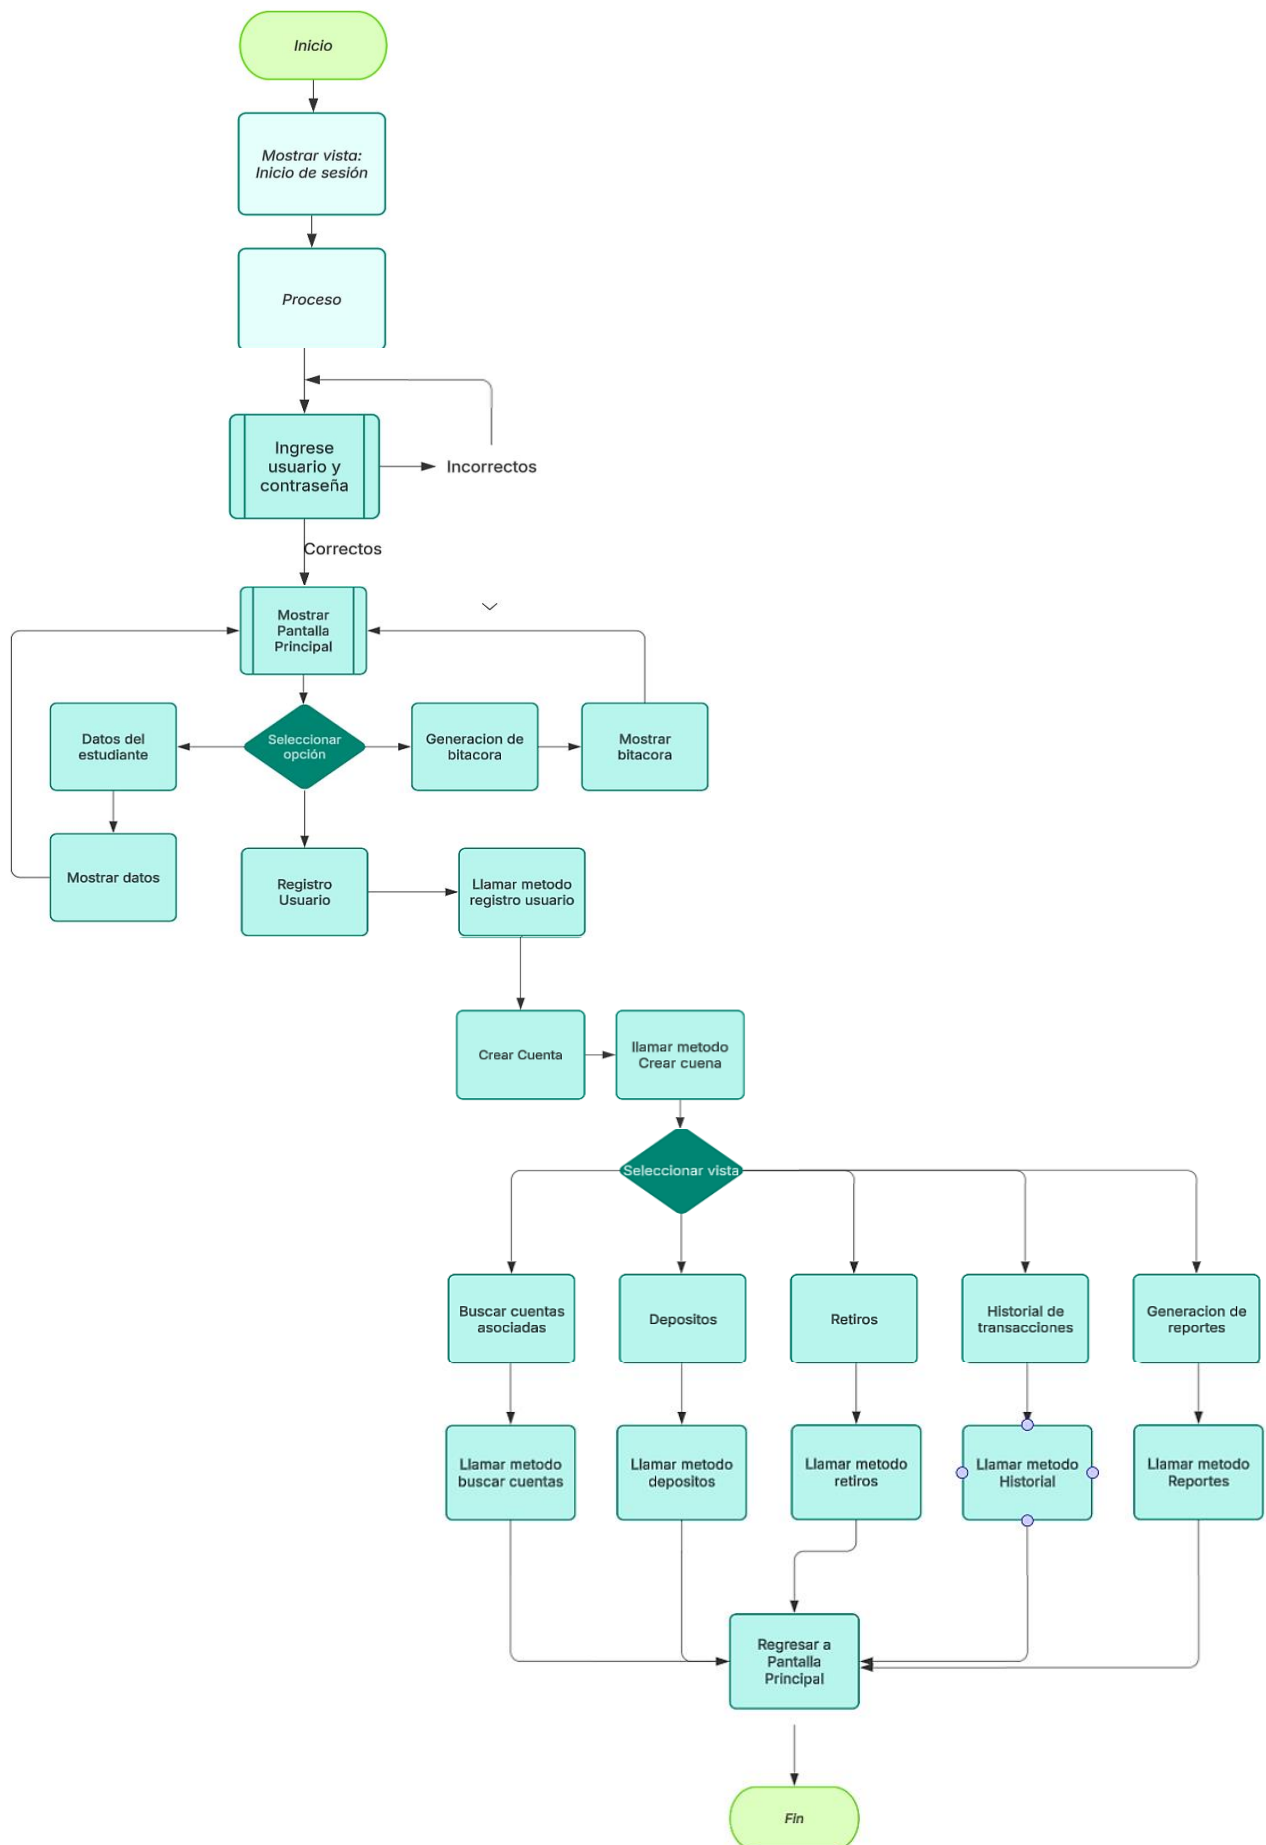 Inicio
Mostrar vista:
Inicio de sesión
Proceso
Ingrese
usuario y
contraseña
Incorrectos
Correctos
Mostrar
Pantalla
Principal
Datos del
estudiante
Seleccionar
opción
Generacion de
bitacora
Mostrar
bitacora
Mostrar datos
Registro
Usuario
Llamar metodo
registro usuario
Crear Cuenta
llamar metodo
Crear cuena
Seleccionar vista
Buscar cuentas
asociadas
Depositos
Retiros
Historial de
transacciones
Generacion de
reportes
Llamar metodo
buscar cuentas
Llamar metodo
depositos
Llamar metodo
retiros
Llamar metodo
Historial
Llamar metodo
Reportes
Regresar a
Pantalla
Principal
Fin